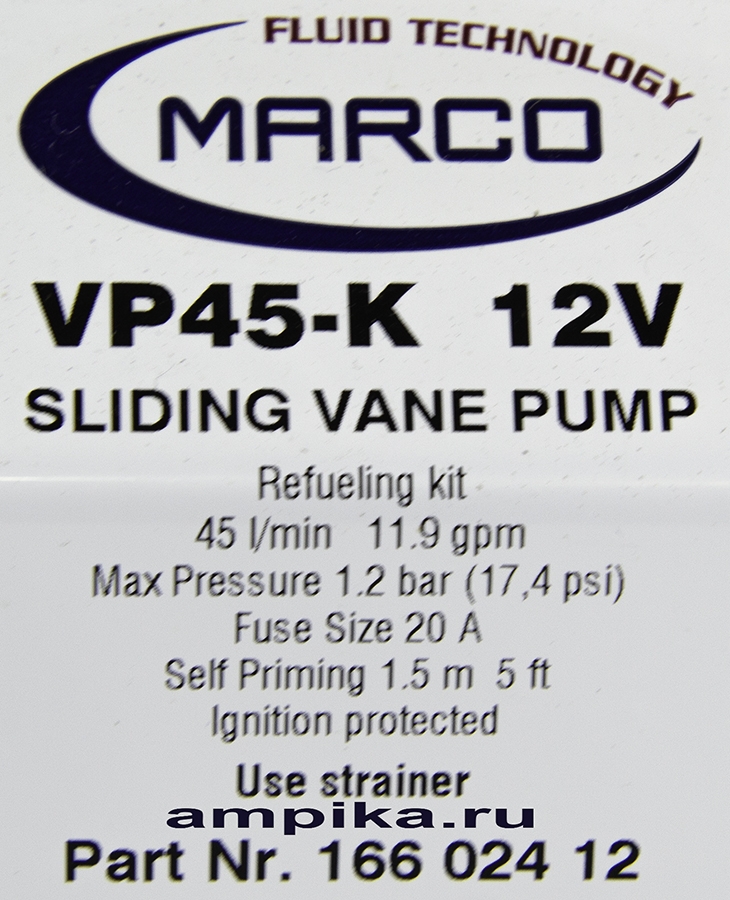 FLUID TECHNOLOGY
MARCO
VP45-K 12V
SLIDING VANE PUMP
Refueling kit
45 l/min 11.9 gpm
Max Pressure 1.2 bar (17,4 psi)
Fuse Size 20 A
Self Priming 1.5 m 5 ft
Ignition protected
Use strainer
ampika.ru
Part Nr. 166 024 12